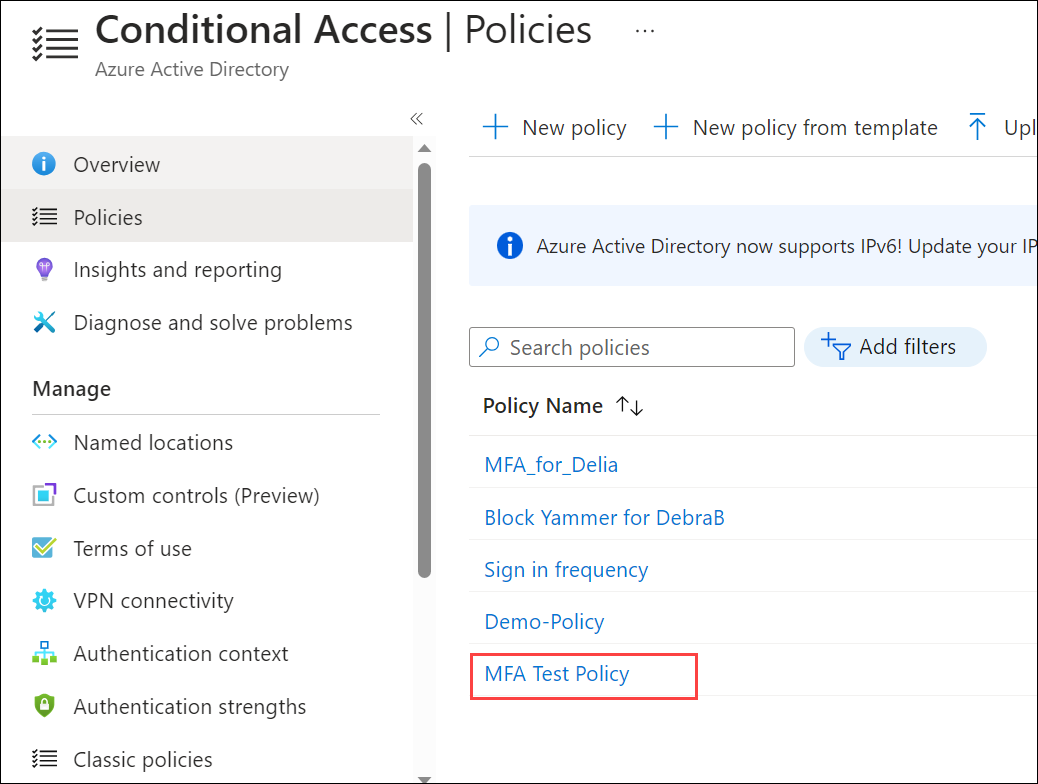 Conditional Access | Policies ...
Azure Active Directory
Overview
Policies
Insights and reporting
Diagnose and solve problems
Manage
Named locations
Custom controls (Preview)
Terms of use
VPN connectivity
Authentication context
Authentication strengths
Classic policies
New policy
New policy from template
Upl
Azure Active Directory now supports IPv6! Update your IP
Search policies
Add filters
Policy Name
MFA_for_Delia
Block Yammer for DebraB
Sign in frequency
Demo-Policy
MFA Test Policy